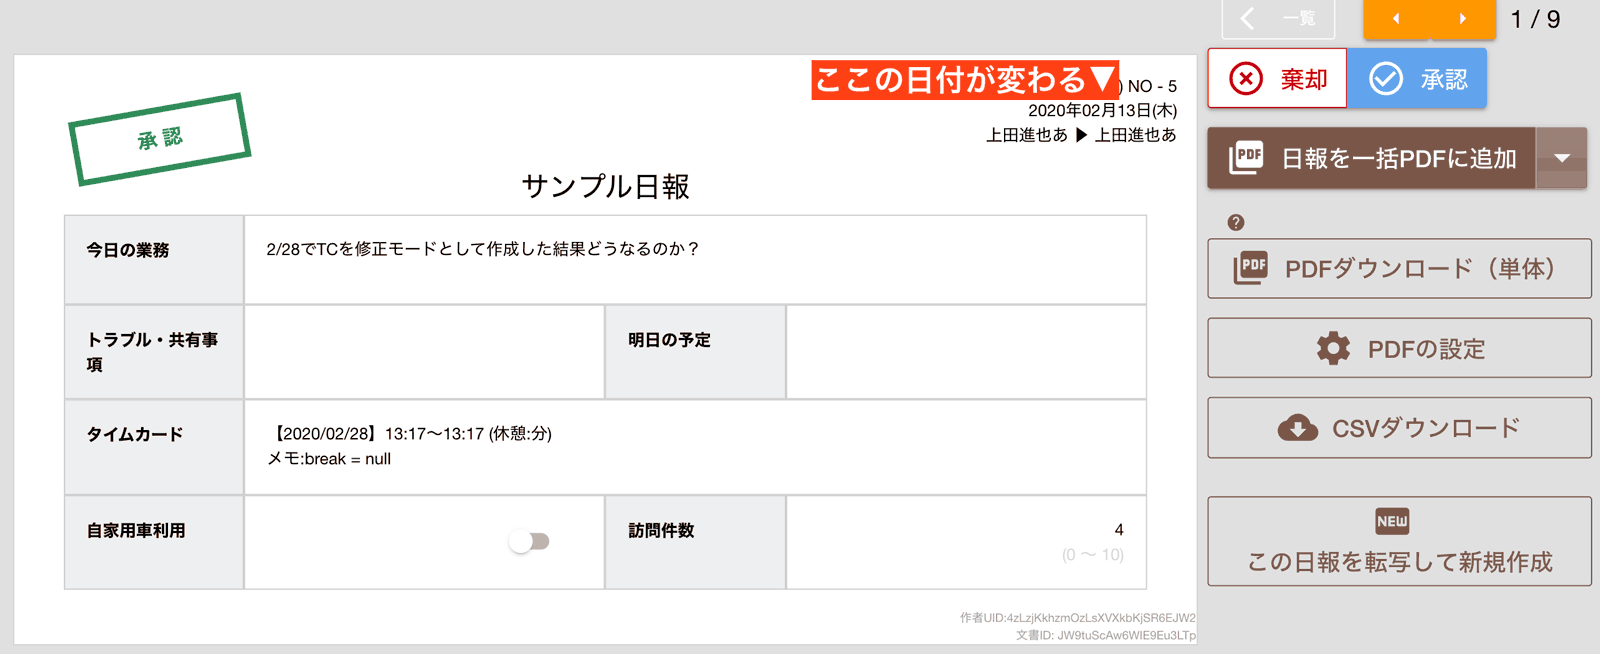 一覧
1 / 9
ここの日付が変わる▼
) NO - 5
2020年02月13日(木)
上田進也あ ▶ 上田進也あ
承認
サンプル日報
今日の業務
2/28でTCを修正モードとして作成した結果どうなるのか？
トラブル・共有事
項
明日の予定
タイムカード
【2020/02/28】13:17〜13:17 (休憩:分)
メモ:break = null
自家用車利用
訪問件数
4
(0 〜 10)
作者UID:4zLzjKkhzmOzLsXVXkbKjSR6EJW2
文書ID: JW9tuScAw6WIE9Eu3LTp
棄却
承認
PDF 日報を一括PDFに追加
?
PDF PDFダウンロード（単体）
PDFの設定
CSVダウンロード
NEW
この日報を転写して新規作成